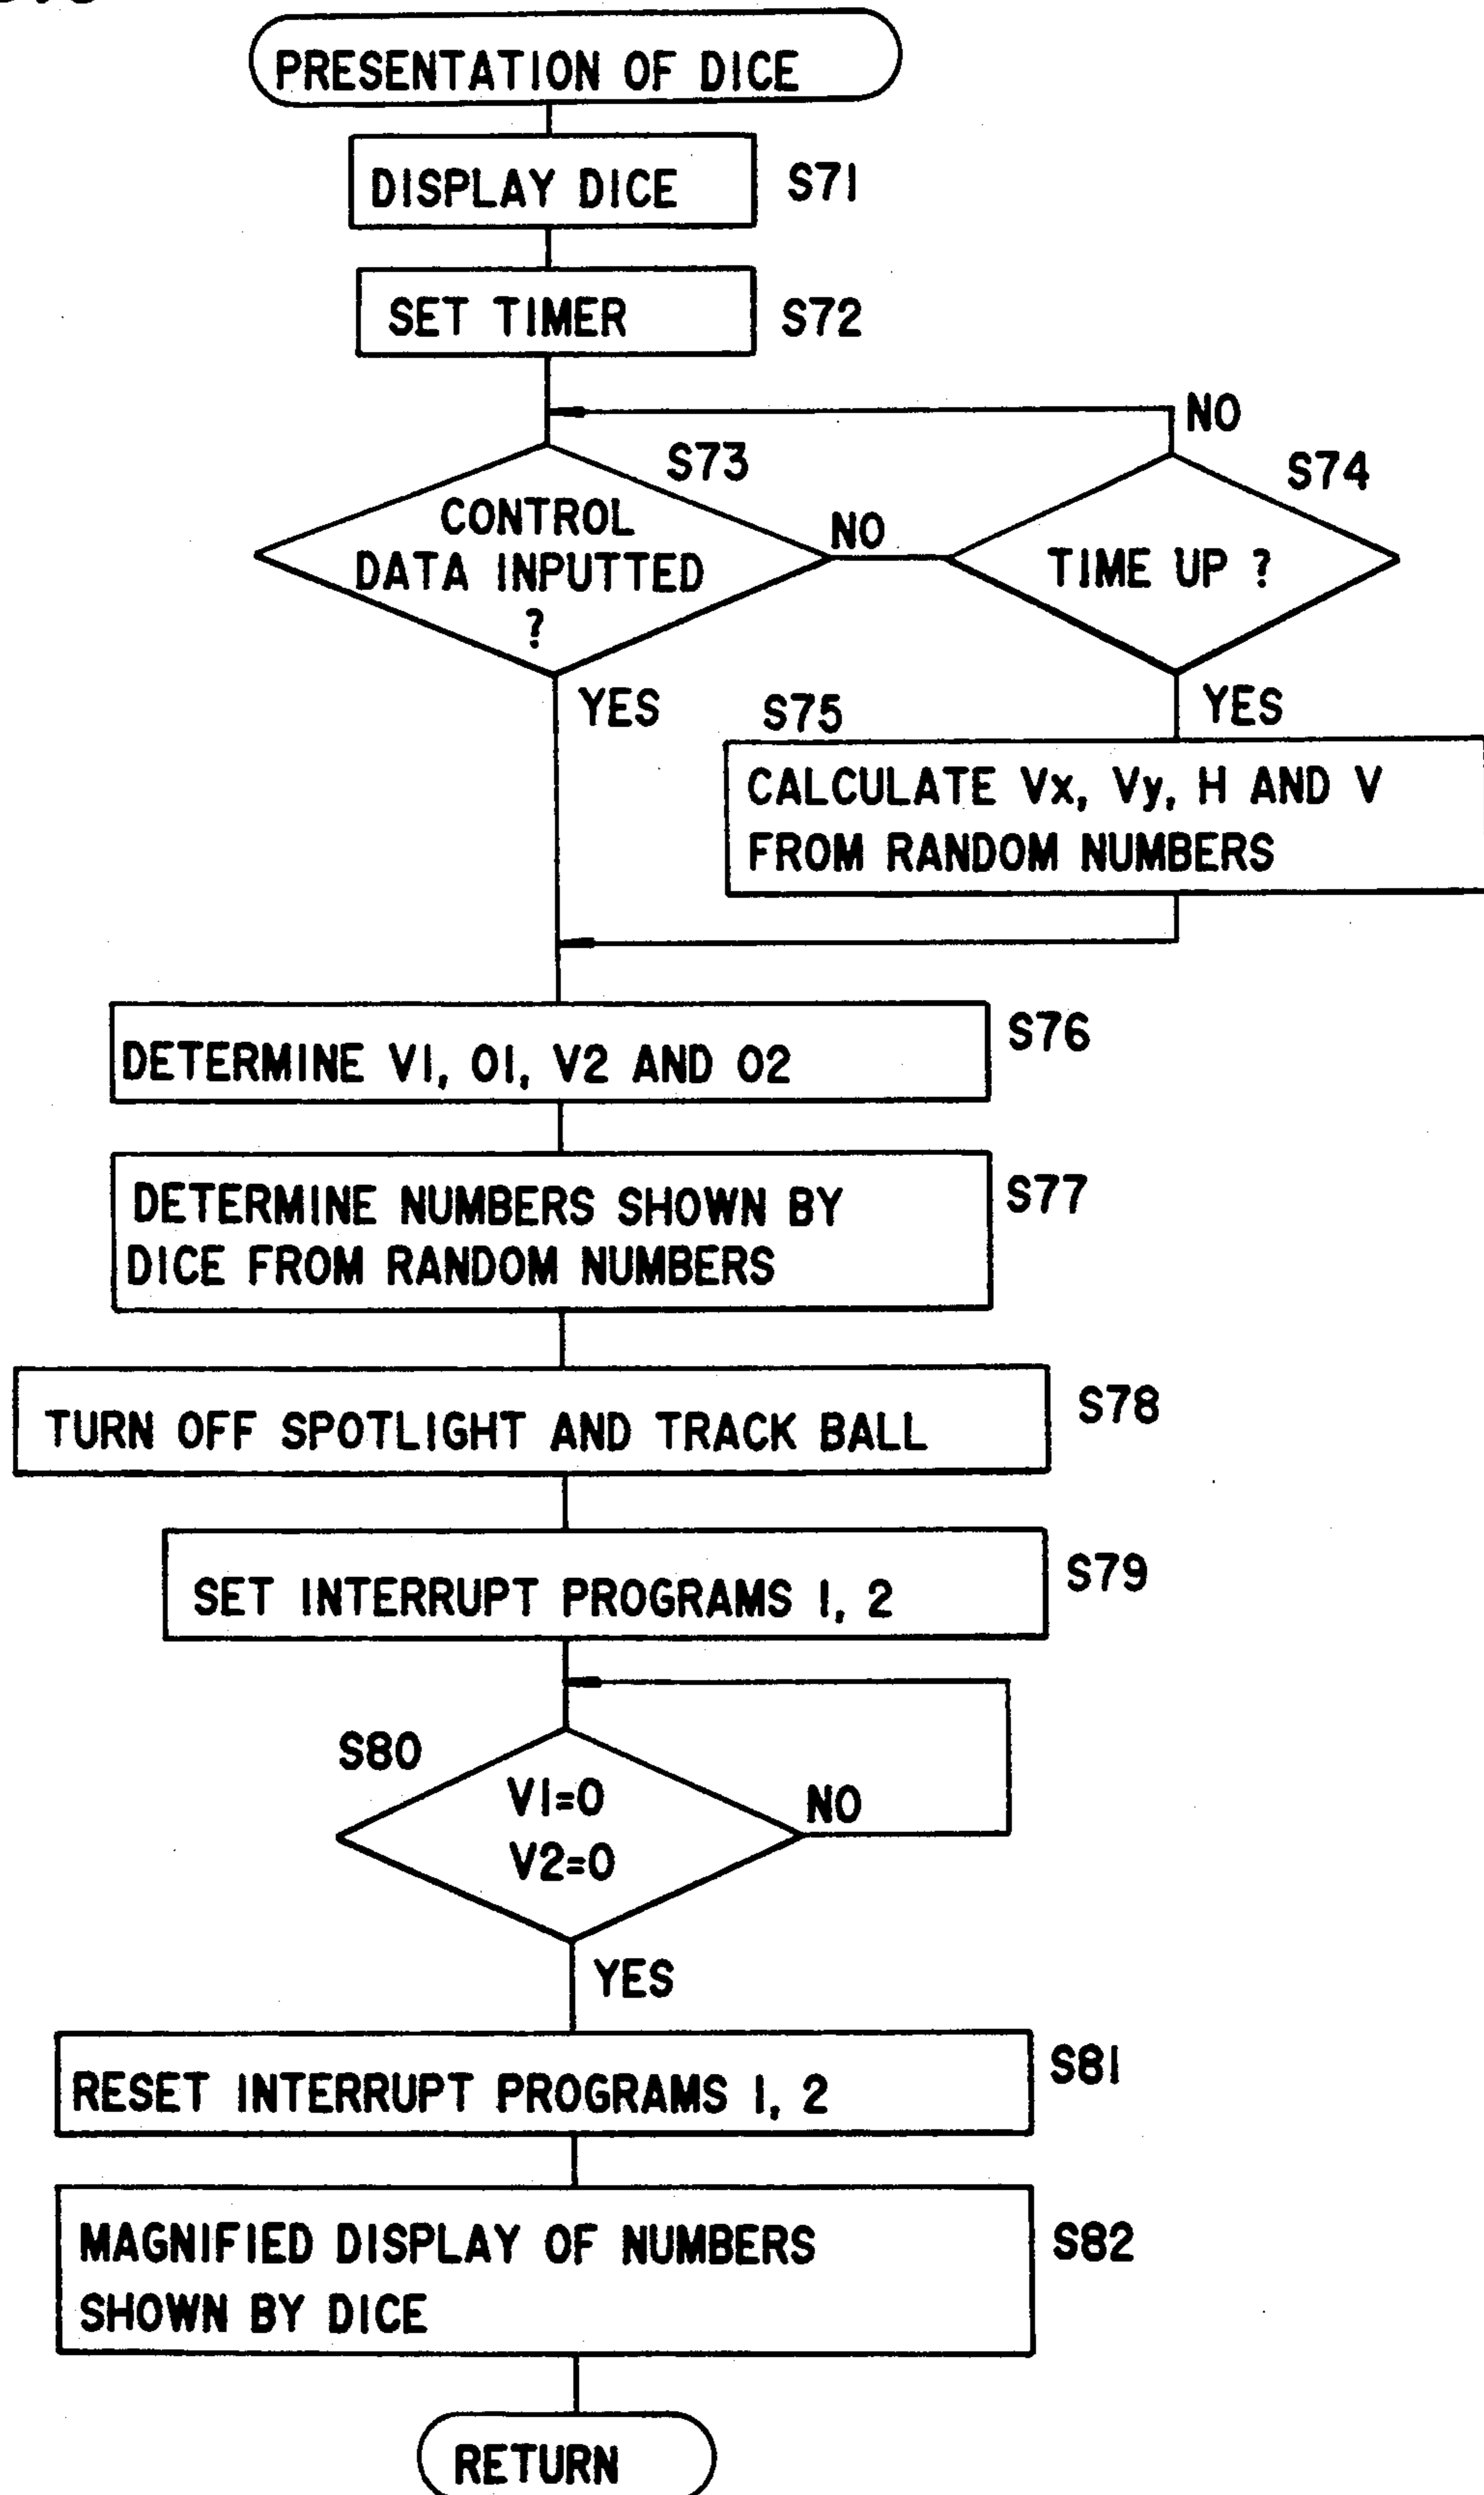 PRESENTATION OF DICE
DISPLAY DICE
S71
SET TIMER
S72
NO
S73
S74
CONTROL
DATA INPUTTED
?
NO
TIME UP ?
YES
S75
YES
CALCULATE Vx, Vy, H AND V
FROM RANDOM NUMBERS
S76
DETERMINE V1, O1, V2 AND O2
S77
DETERMINE NUMBERS SHOWN BY
DICE FROM RANDOM NUMBERS
S78
TURN OFF SPOTLIGHT AND TRACK BALL
S79
SET INTERRUPT PROGRAMS 1, 2
S80
V1=0
V2=0
NO
YES
S81
RESET INTERRUPT PROGRAMS 1, 2
MAGNIFIED DISPLAY OF NUMBERS
SHOWN BY DICE
S82
RETURN